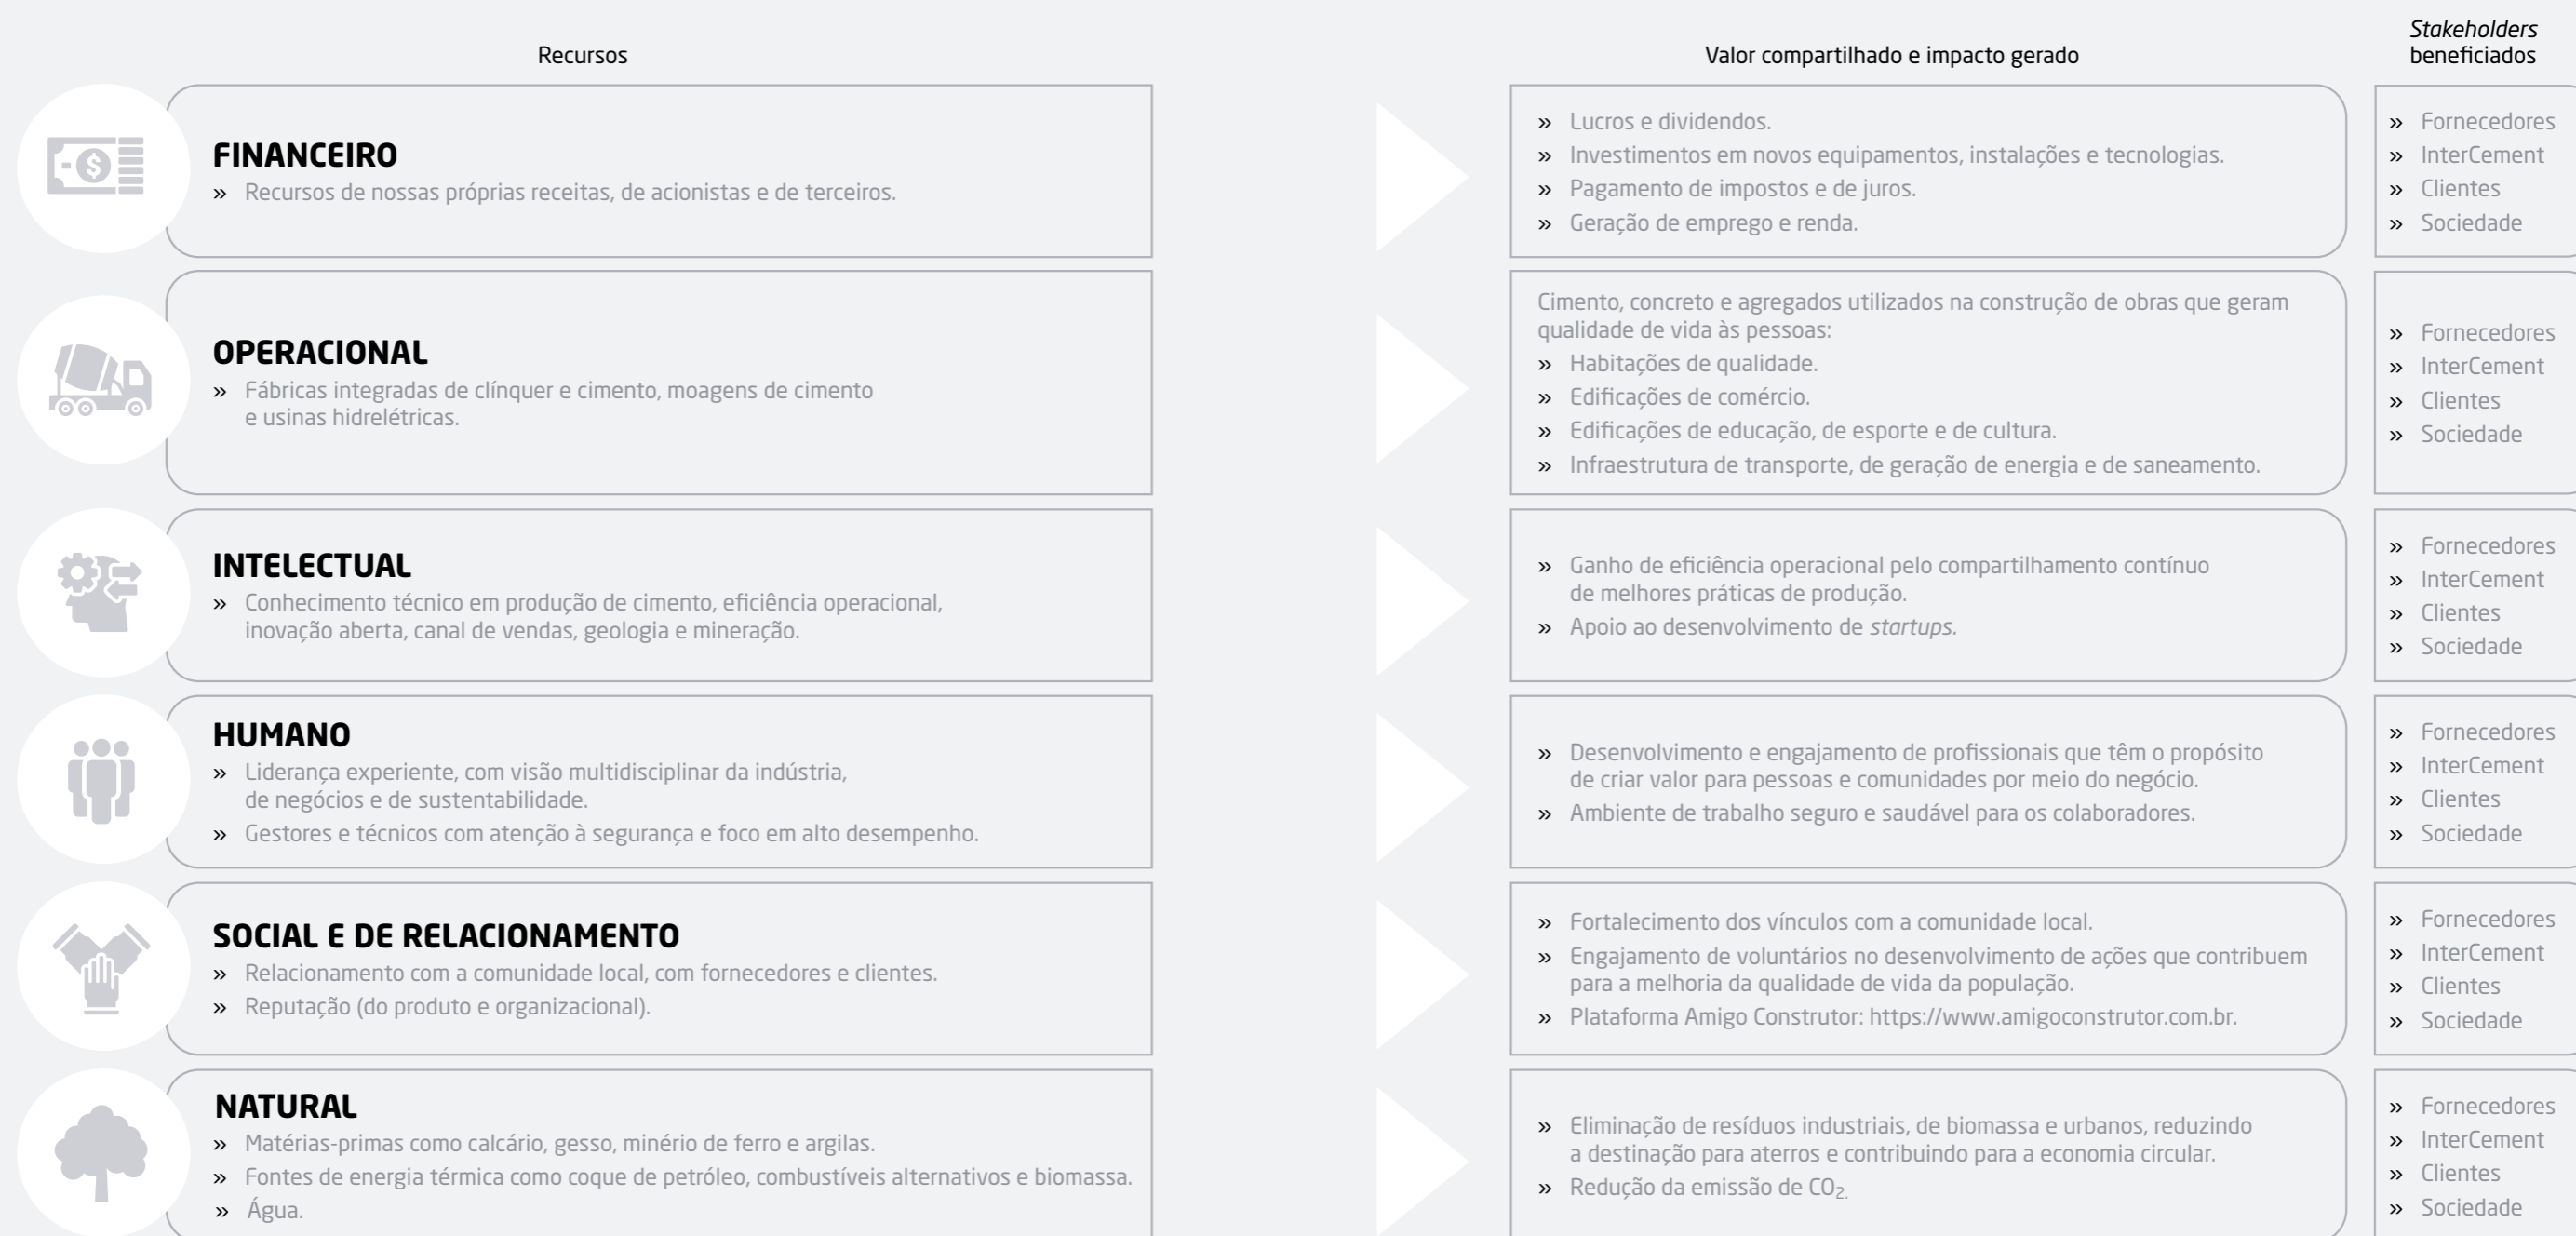 Recursos
Valor compartilhado e impacto gerado
Stakeholders
beneficiados
FINANCEIRO
» Recursos de nossas próprias receitas, de acionistas e de terceiros.
» Lucros e dividendos.
» Investimentos em novos equipamentos, instalações e tecnologias.
» Pagamento de impostos e de juros.
» Geração de emprego e renda.
» Fornecedores
» InterCement
» Clientes
» Sociedade
OPERACIONAL
» Fábricas integradas de clínquer e cimento, moagens de cimento
e usinas hidrelétricas.
Cimento, concreto e agregados utilizados na construção de obras que geram
qualidade de vida às pessoas:
» Habitações de qualidade.
» Edificações de comércio.
» Edificações de educação, de esporte e de cultura.
» Infraestrutura de transporte, de geração de energia e de saneamento.
» Fornecedores
» InterCement
» Clientes
» Sociedade
INTELECTUAL
» Conhecimento técnico em produção de cimento, eficiência operacional,
inovação aberta, canal de vendas, geologia e mineração.
» Ganho de eficiência operacional pelo compartilhamento contínuo
de melhores práticas de produção.
» Apoio ao desenvolvimento de startups.
» Fornecedores
» InterCement
» Clientes
» Sociedade
HUMANO
» Liderança experiente, com visão multidisciplinar da indústria,
de negócios e de sustentabilidade.
» Gestores e técnicos com atenção à segurança e foco em alto desempenho.
» Desenvolvimento e engajamento de profissionais que têm o propósito
de criar valor para pessoas e comunidades por meio do negócio.
» Ambiente de trabalho seguro e saudável para os colaboradores.
» Fornecedores
» InterCement
» Clientes
» Sociedade
SOCIAL E DE RELACIONAMENTO
» Relacionamento com a comunidade local, com fornecedores e clientes.
» Reputação (do produto e organizacional).
» Fortalecimento dos vínculos com a comunidade local.
» Engajamento de voluntários no desenvolvimento de ações que contribuem
para a melhoria da qualidade de vida da população.
» Plataforma Amigo Construtor: https://www.amigoconstrutor.com.br.
» Fornecedores
» InterCement
» Clientes
» Sociedade
NATURAL
» Matérias-primas como calcário, gesso, minério de ferro e argilas.
» Fontes de energia térmica como coque de petróleo, combustíveis alternativos e biomassa.
» Água.
» Eliminação de resíduos industriais, de biomassa e urbanos, reduzindo
a destinação para aterros e contribuindo para a economia circular.
» Redução da emissão de CO₂.
» Fornecedores
» InterCement
» Clientes
» Sociedade